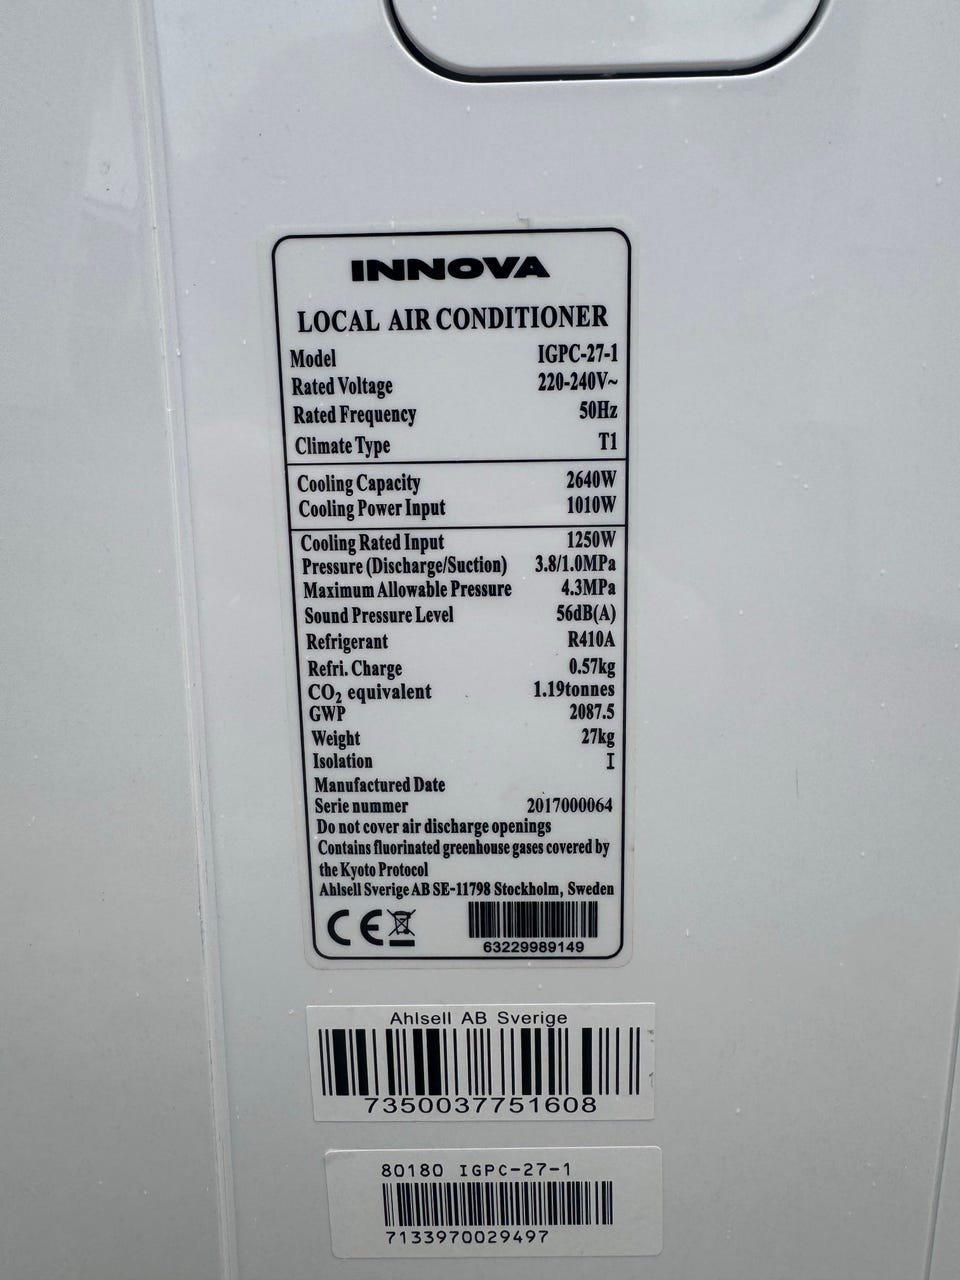 INNOVA
LOCAL AIR CONDITIONER
Model IGPC-27-1
Rated Voltage 220-240V~
Rated Frequency 50Hz
Climate Type T1
Cooling Capacity 2640W
Cooling Power Input 1010W
Cooling Rated Input 1250W
Pressure (Discharge/Suction) 3.8/1.0MPa
Maximum Allowable Pressure 4.3MPa
Sound Pressure Level 56dB(A)
Refrigerant R410A
Refri. Charge 0.57kg
CO₂ equivalent 1.19tonnes
GWP 2087.5
Weight 27kg
Isolation I
Manufactured Date
Serie nummer 2017000064
Do not cover air discharge openings
Contains fluorinated greenhouse gases covered by
the Kyoto Protocol
Ahlsell Sverige AB SE-11798 Stockholm, Sweden
CE
63229989149
Ahlsell AB Sverige
7350037751608
80180 IGPC-27-1
7133970029497